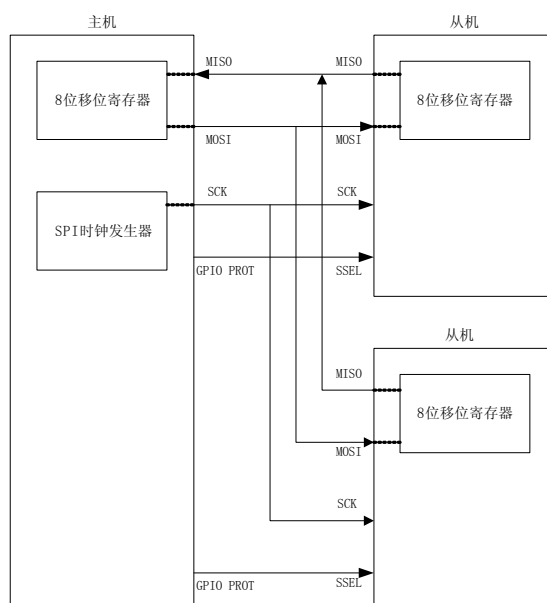 主机
从机
MISO
MISO
8位移位寄存器
8位移位寄存器
MOSI
MOSI
SCK
SCK
SPI时钟发生器
GPIO PROT
SSEL
从机
MISO
8位移位寄存器
MOSI
SCK
GPIO PROT
SSEL